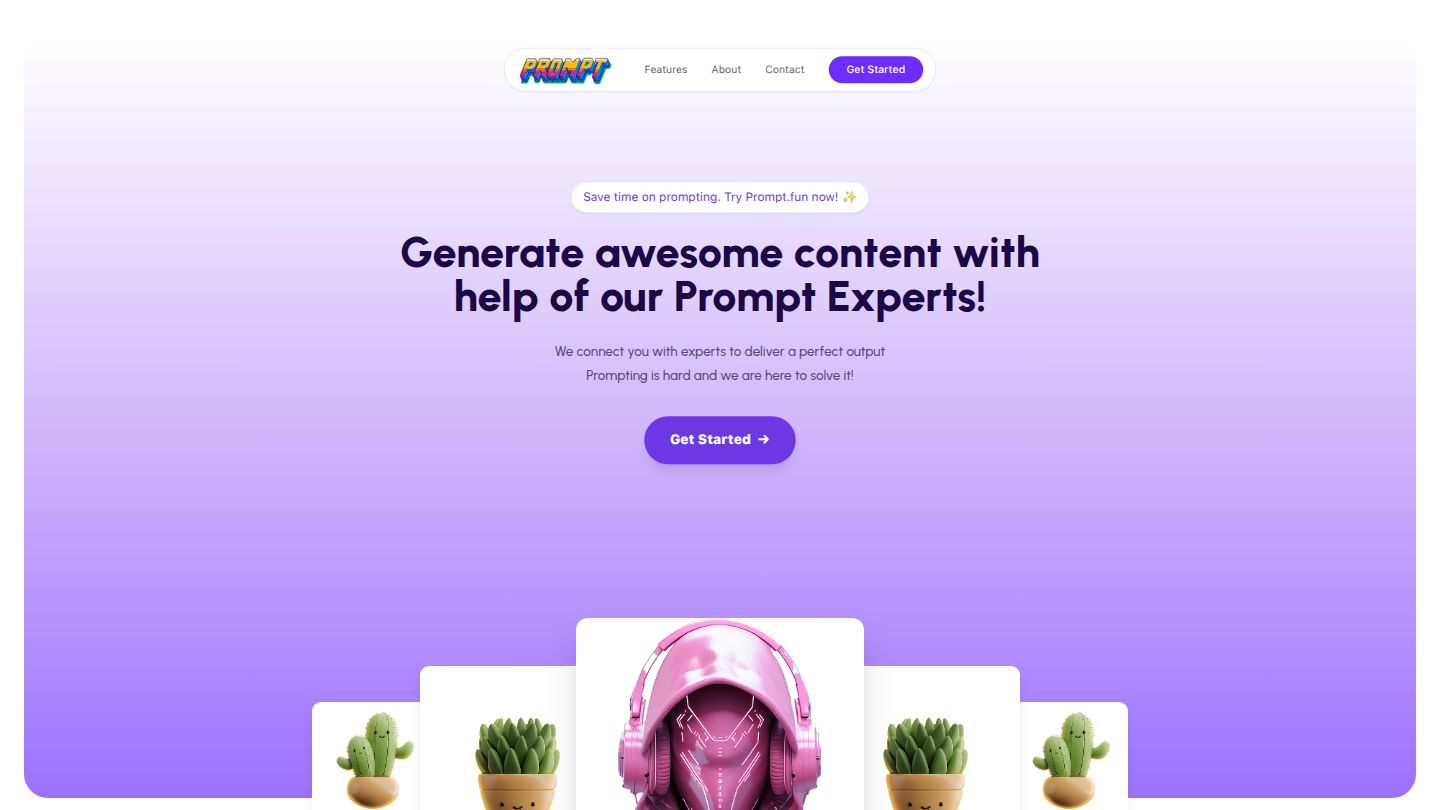 PROMPT
Features
About
Contact
Get Started
Save time on prompting. Try Prompt.fun now! ✨
Generate awesome content with
help of our Prompt Experts!
We connect you with experts to deliver a perfect output
Prompting is hard and we are here to solve it!
Get Started →